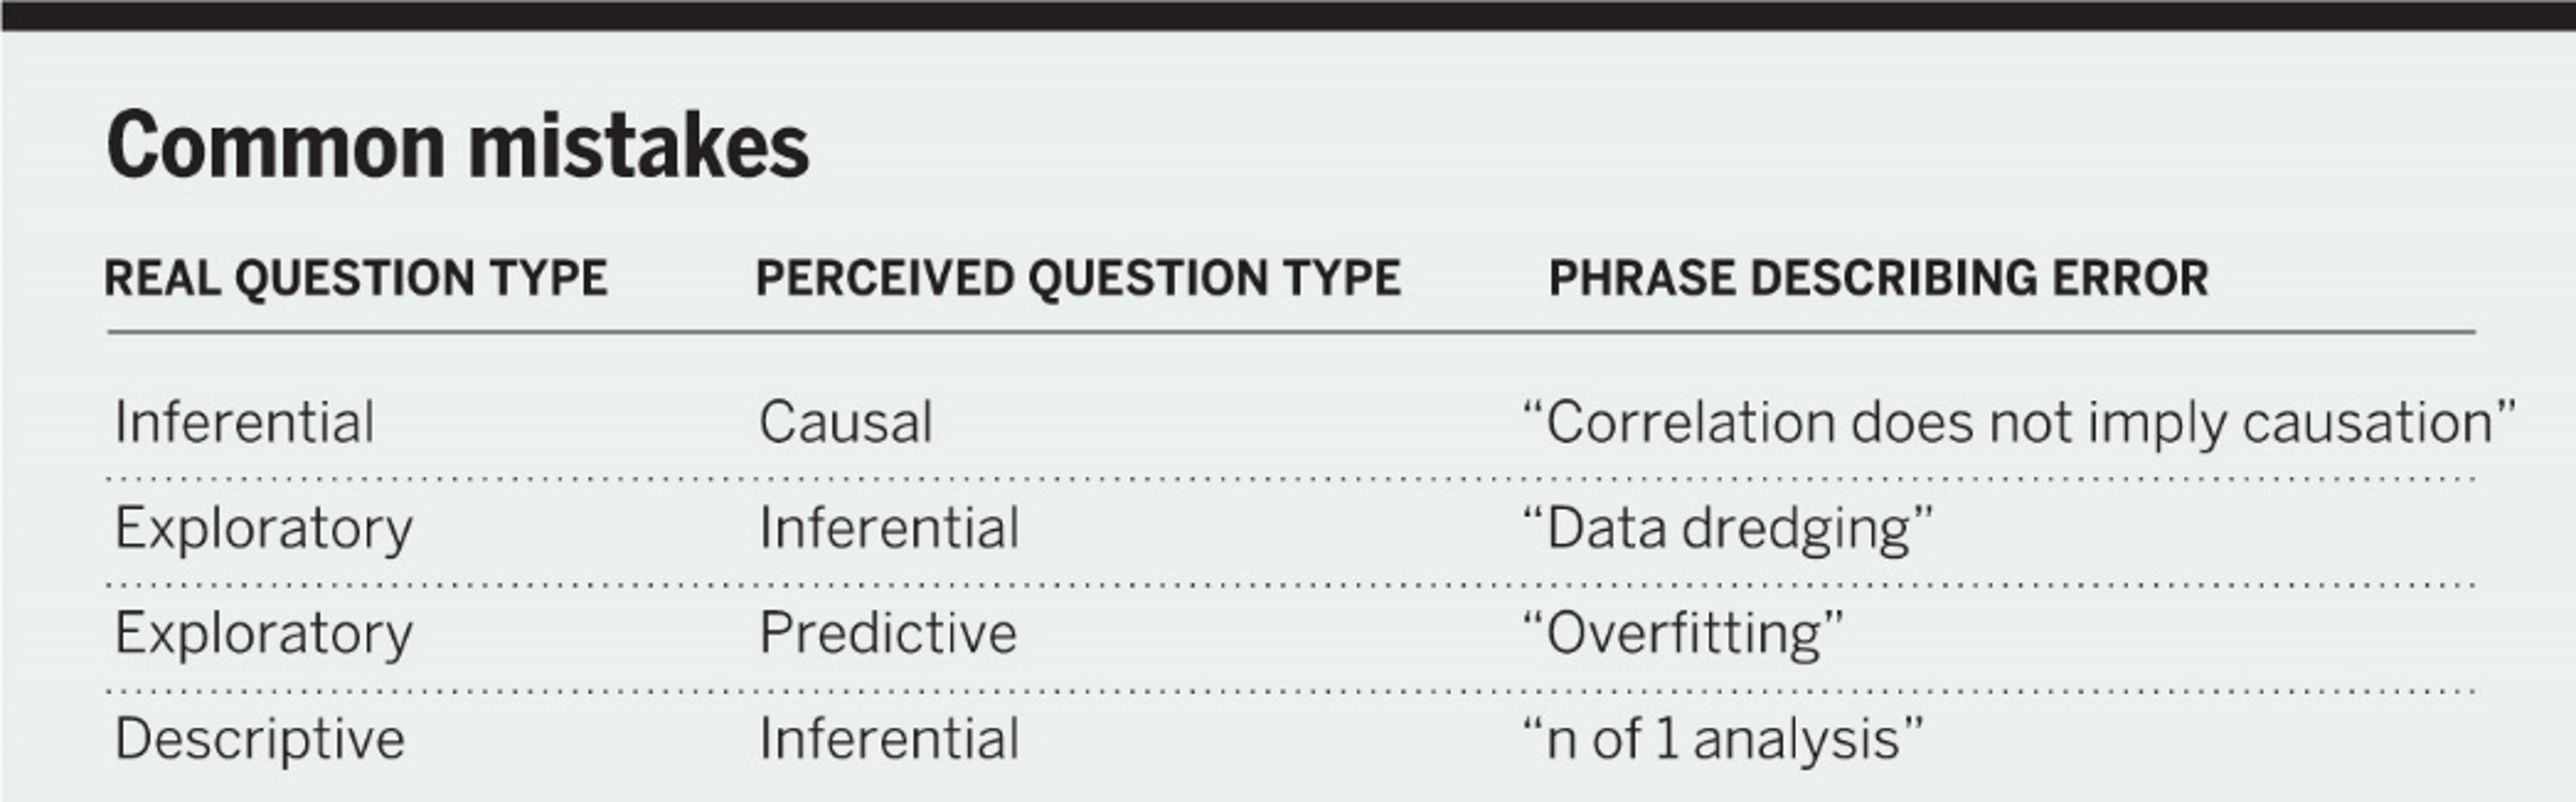 Common mistakes
REAL QUESTION TYPE PERCEIVED QUESTION TYPE PHRASE DESCRIBING ERROR
Inferential Causal “Correlation does not imply causation”
Exploratory Inferential “Data dredging”
Exploratory Predictive “Overfitting”
Descriptive Inferential “n of 1 analysis”